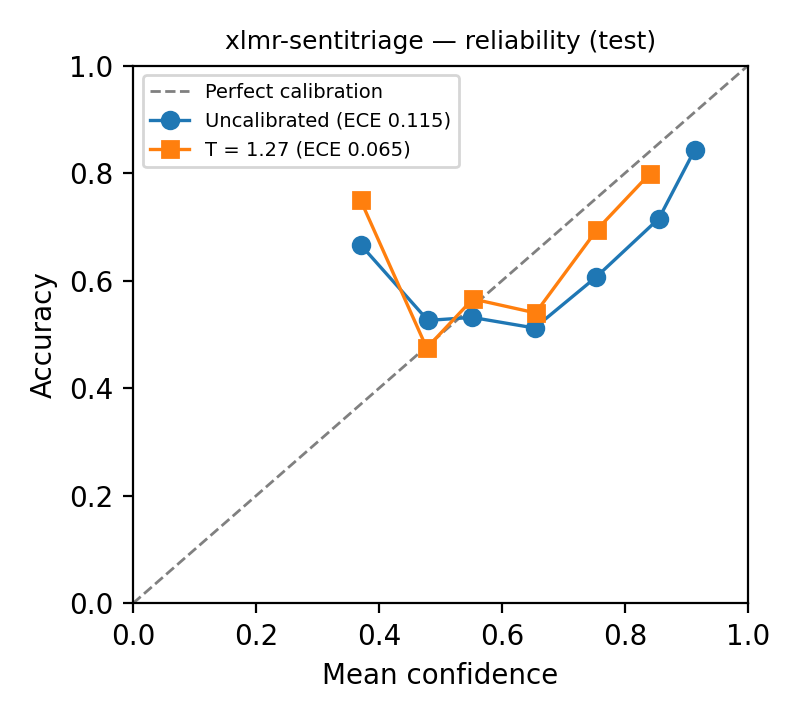 xlmr-sentitriage — reliability (test)
Perfect calibration
Uncalibrated (ECE 0.115)
T = 1.27 (ECE 0.065)
1.0
0.8
0.6
0.4
0.2
0.0
Accuracy
0.0 0.2 0.4 0.6 0.8 1.0
Mean confidence